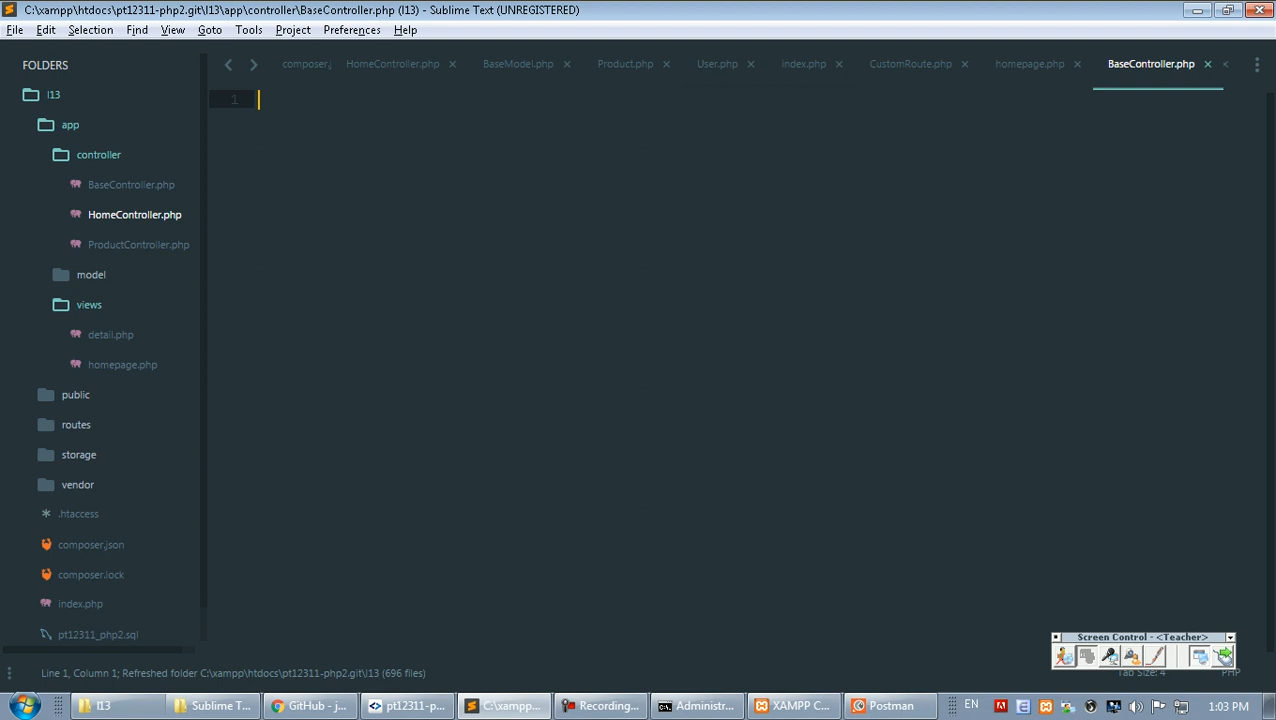 C:\xampp\htdocs\pt12311-php2.git\l13\app\controller\BaseController.php (l13) - Sublime Text (UNREGISTERED)
File Edit Selection Find View Goto Tools Project Preferences Help
FOLDERS
composer. HomeController.php BaseModel.php Product.php User.php index.php CustomRoute.php homepage.php BaseController.php
1
l13
app
controller
BaseController.php
HomeController.php
ProductController.php
model
views
detail.php
homepage.php
public
routes
storage
vendor
.htaccess
composer.json
composer.lock
index.php
pt12311_php2.sql
Screen Control - <Teacher>
Line 1, Column 1; Refreshed folder C:\xampp\htdocs\pt12311-php2.git\l13 (696 files)
Tab Size: 4 PHP
l13 Sublime T... GitHub - j... pt12311-p... C:\xampp... Recording... Administr... XAMPP C... Postman EN 1:03 PM